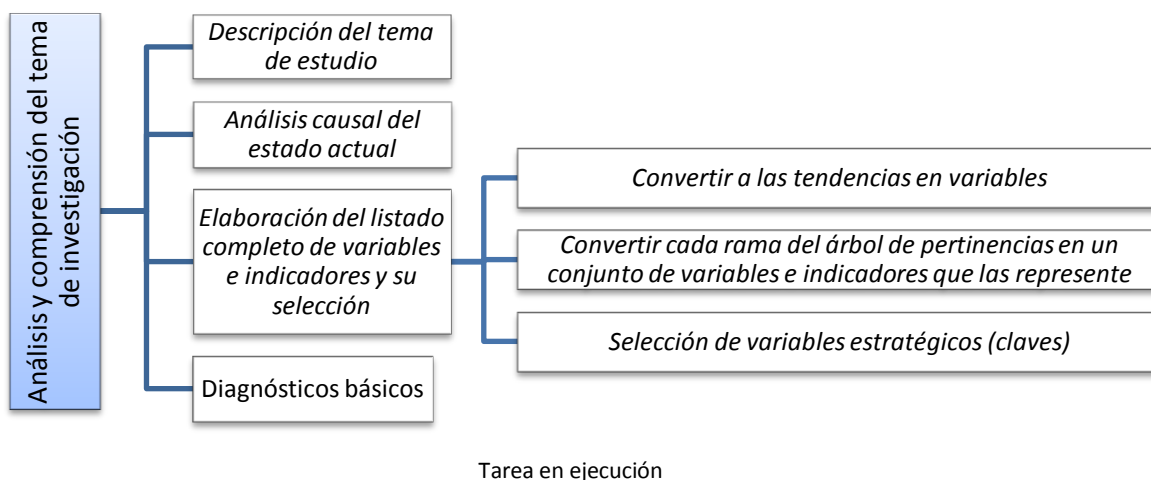 Análisis y comprensión del tema
de investigación
Descripción del tema
de estudio
Análisis causal del
estado actual
Elaboración del listado
completo de variables
e indicadores y su
selección
Diagnósticos básicos
Convertir a las tendencias en variables
Convertir cada rama del árbol de pertinencias en un
conjunto de variables e indicadores que las represente
Selección de variables estratégicos (claves)
Tarea en ejecución